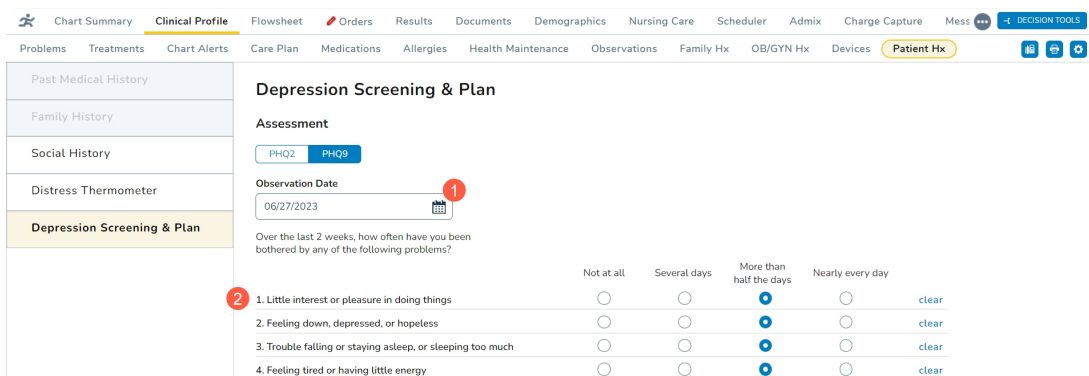 Chart Summary Clinical Profile Flowsheet Orders Results Documents Demographics Nursing Care Scheduler Admix Charge Capture Mess DECISION TOOLS
Problems Treatments Chart Alerts Care Plan Medications Allergies Health Maintenance Observations Family Hx OB/GYN Hx Devices Patient Hx
Past Medical History
Family History
Social History
Distress Thermometer
Depression Screening & Plan
Depression Screening & Plan
Assessment
PHQ2 PHQ9
Observation Date
1
06/27/2023
Over the last 2 weeks, how often have you been
bothered by any of the following problems?
Not at all Several days More than half the days Nearly every day
2
1. Little interest or pleasure in doing things clear
2. Feeling down, depressed, or hopeless clear
3. Trouble falling or staying asleep, or sleeping too much clear
4. Feeling tired or having little energy clear